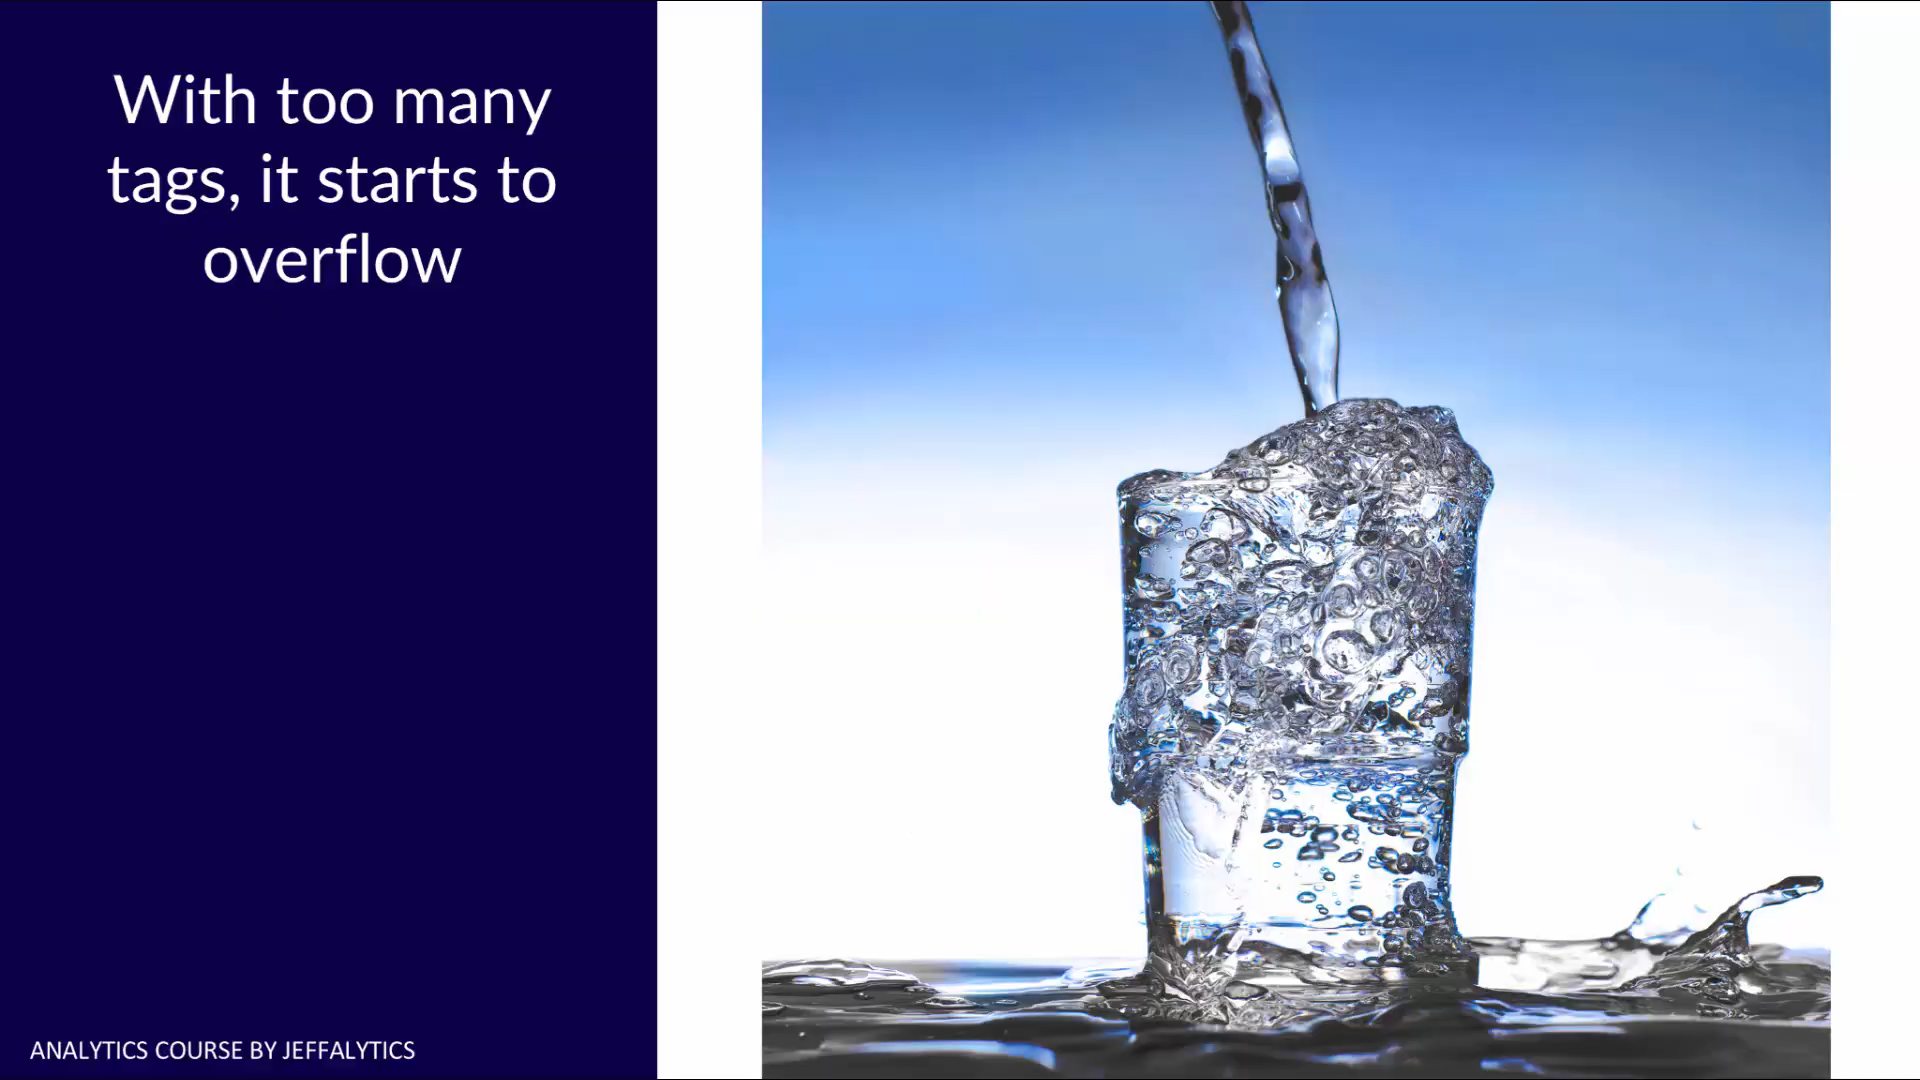 With too many
tags, it starts to
overflow
ANALYTICS COURSE BY JEFFALYTICS